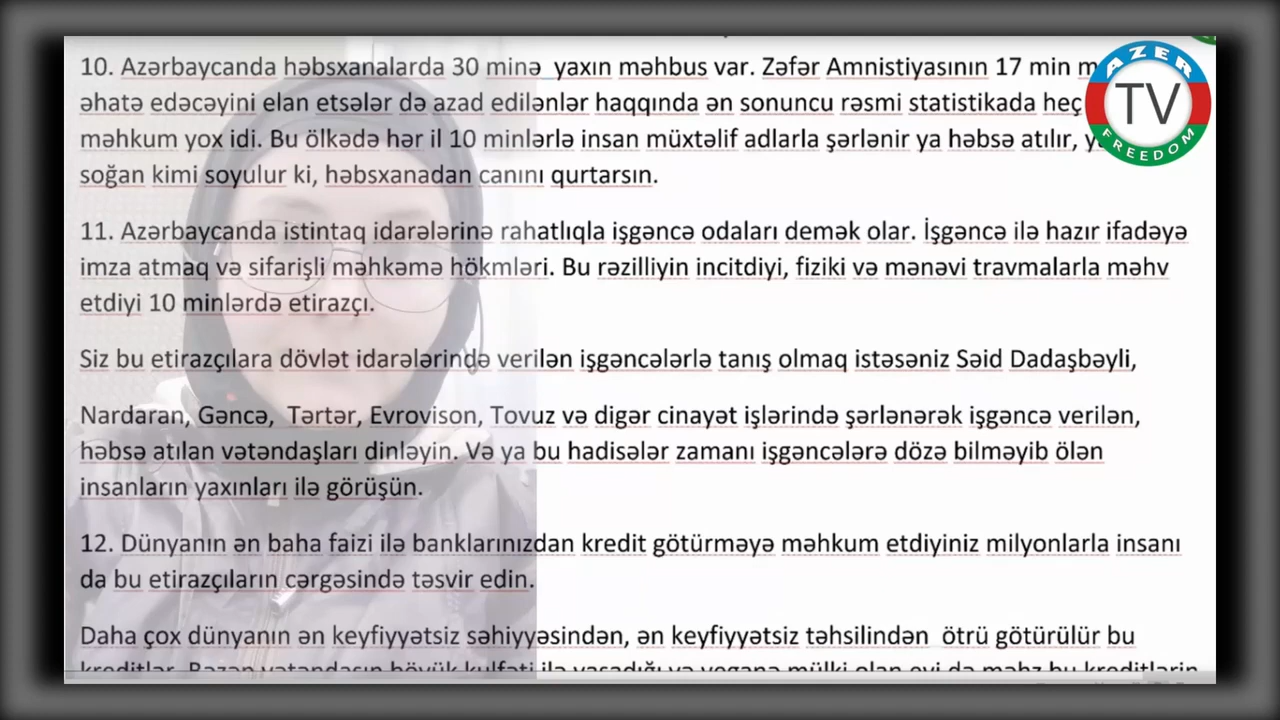 10. Azərbaycanda həbsxanalarda 30 minə yaxın məhbus var. Zəfər Amnistiyasının 17 min
əhatə edəcəyini elan etsələr də azad edilənlər haqqında ən sonuncu rəsmi statistikada heç
məhkum yox idi. Bu ölkədə hər il 10 minlərlə insan müxtəlif adlarla şərlənir ya həbsə atılır,
soğan kimi soyulur ki, həbsxanadan canını qurtarsın.
11. Azərbaycanda istintaq idarələrinə rahatlıqla işgəncə odaları demək olar. İşgəncə ilə hazır ifadəyə
imza atmaq və sifarişli məhkəmə hökmləri. Bu rəzilliyin incitdiyi, fiziki və mənəvi travmalarla məhv
etdiyi 10 minlərdə etirazçı.
Siz bu etirazçılara dövlət idarələrində verilən işgəncələrlə tanış olmaq istəsəniz Səid Dadaşbəyli,
Nardaran, Gəncə, Tərtər, Evrovison, Tovuz və digər cinayət işlərində şərlənərək işgəncə verilən,
həbsə atılan vətəndaşları dinləyin. Və ya bu hadisələr zamanı işgəncələrə dözə bilməyib ölən
insanların yaxınları ilə görüşün.
12. Dünyanın ən baha faizi ilə banklarınızdan kredit götürməyə məhkum etdiyiniz milyonlarla insanı
da bu etirazçıların cərgəsində təsvir edin.
Daha çox dünyanın ən keyfiyyətsiz səhiyyəsindən, ən keyfiyyətsiz təhsilindən ötrü götürülür bu
AZER
TV
FREEDOM